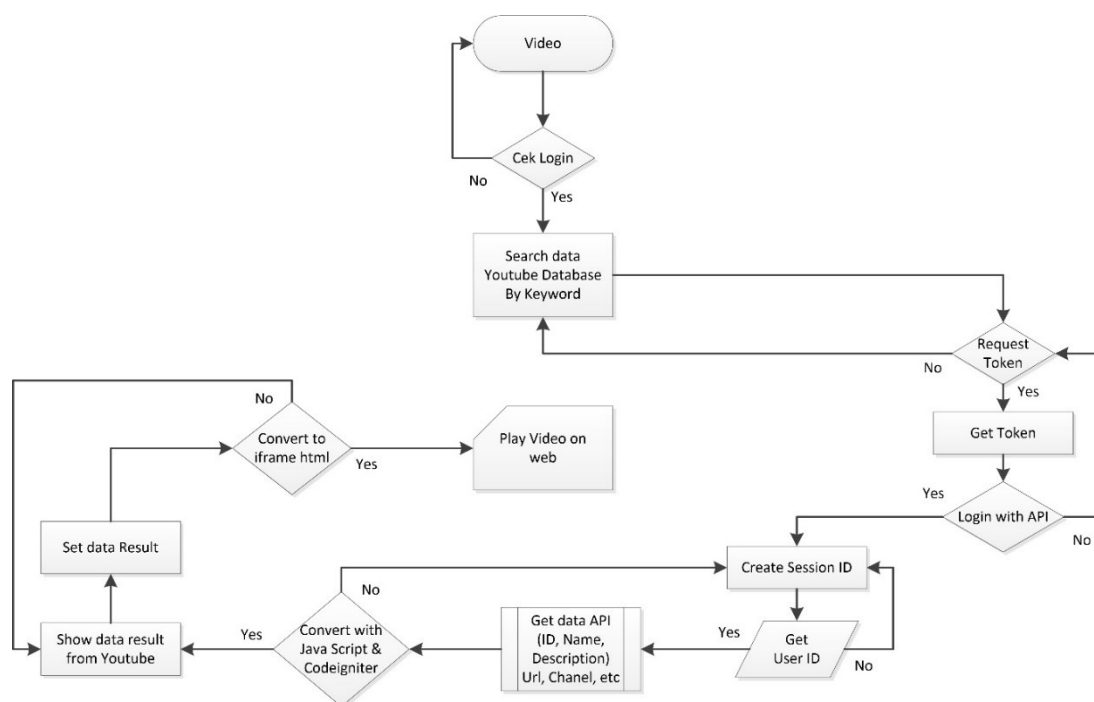 Video
Cek Login
No
Yes
Search data
Youtube Database
By Keyword
Request
Token
No
Yes
Get Token
No
Convert to
iframe html
Yes
Play Video on
web
Yes
Login with API
No
Set data Result
Create Session ID
No
Show data result
from Youtube
Yes
Convert with
Java Script &
Codeigniter
Get data API
(ID, Name,
Description)
Url, Chanel, etc
Yes
Get
User ID
No